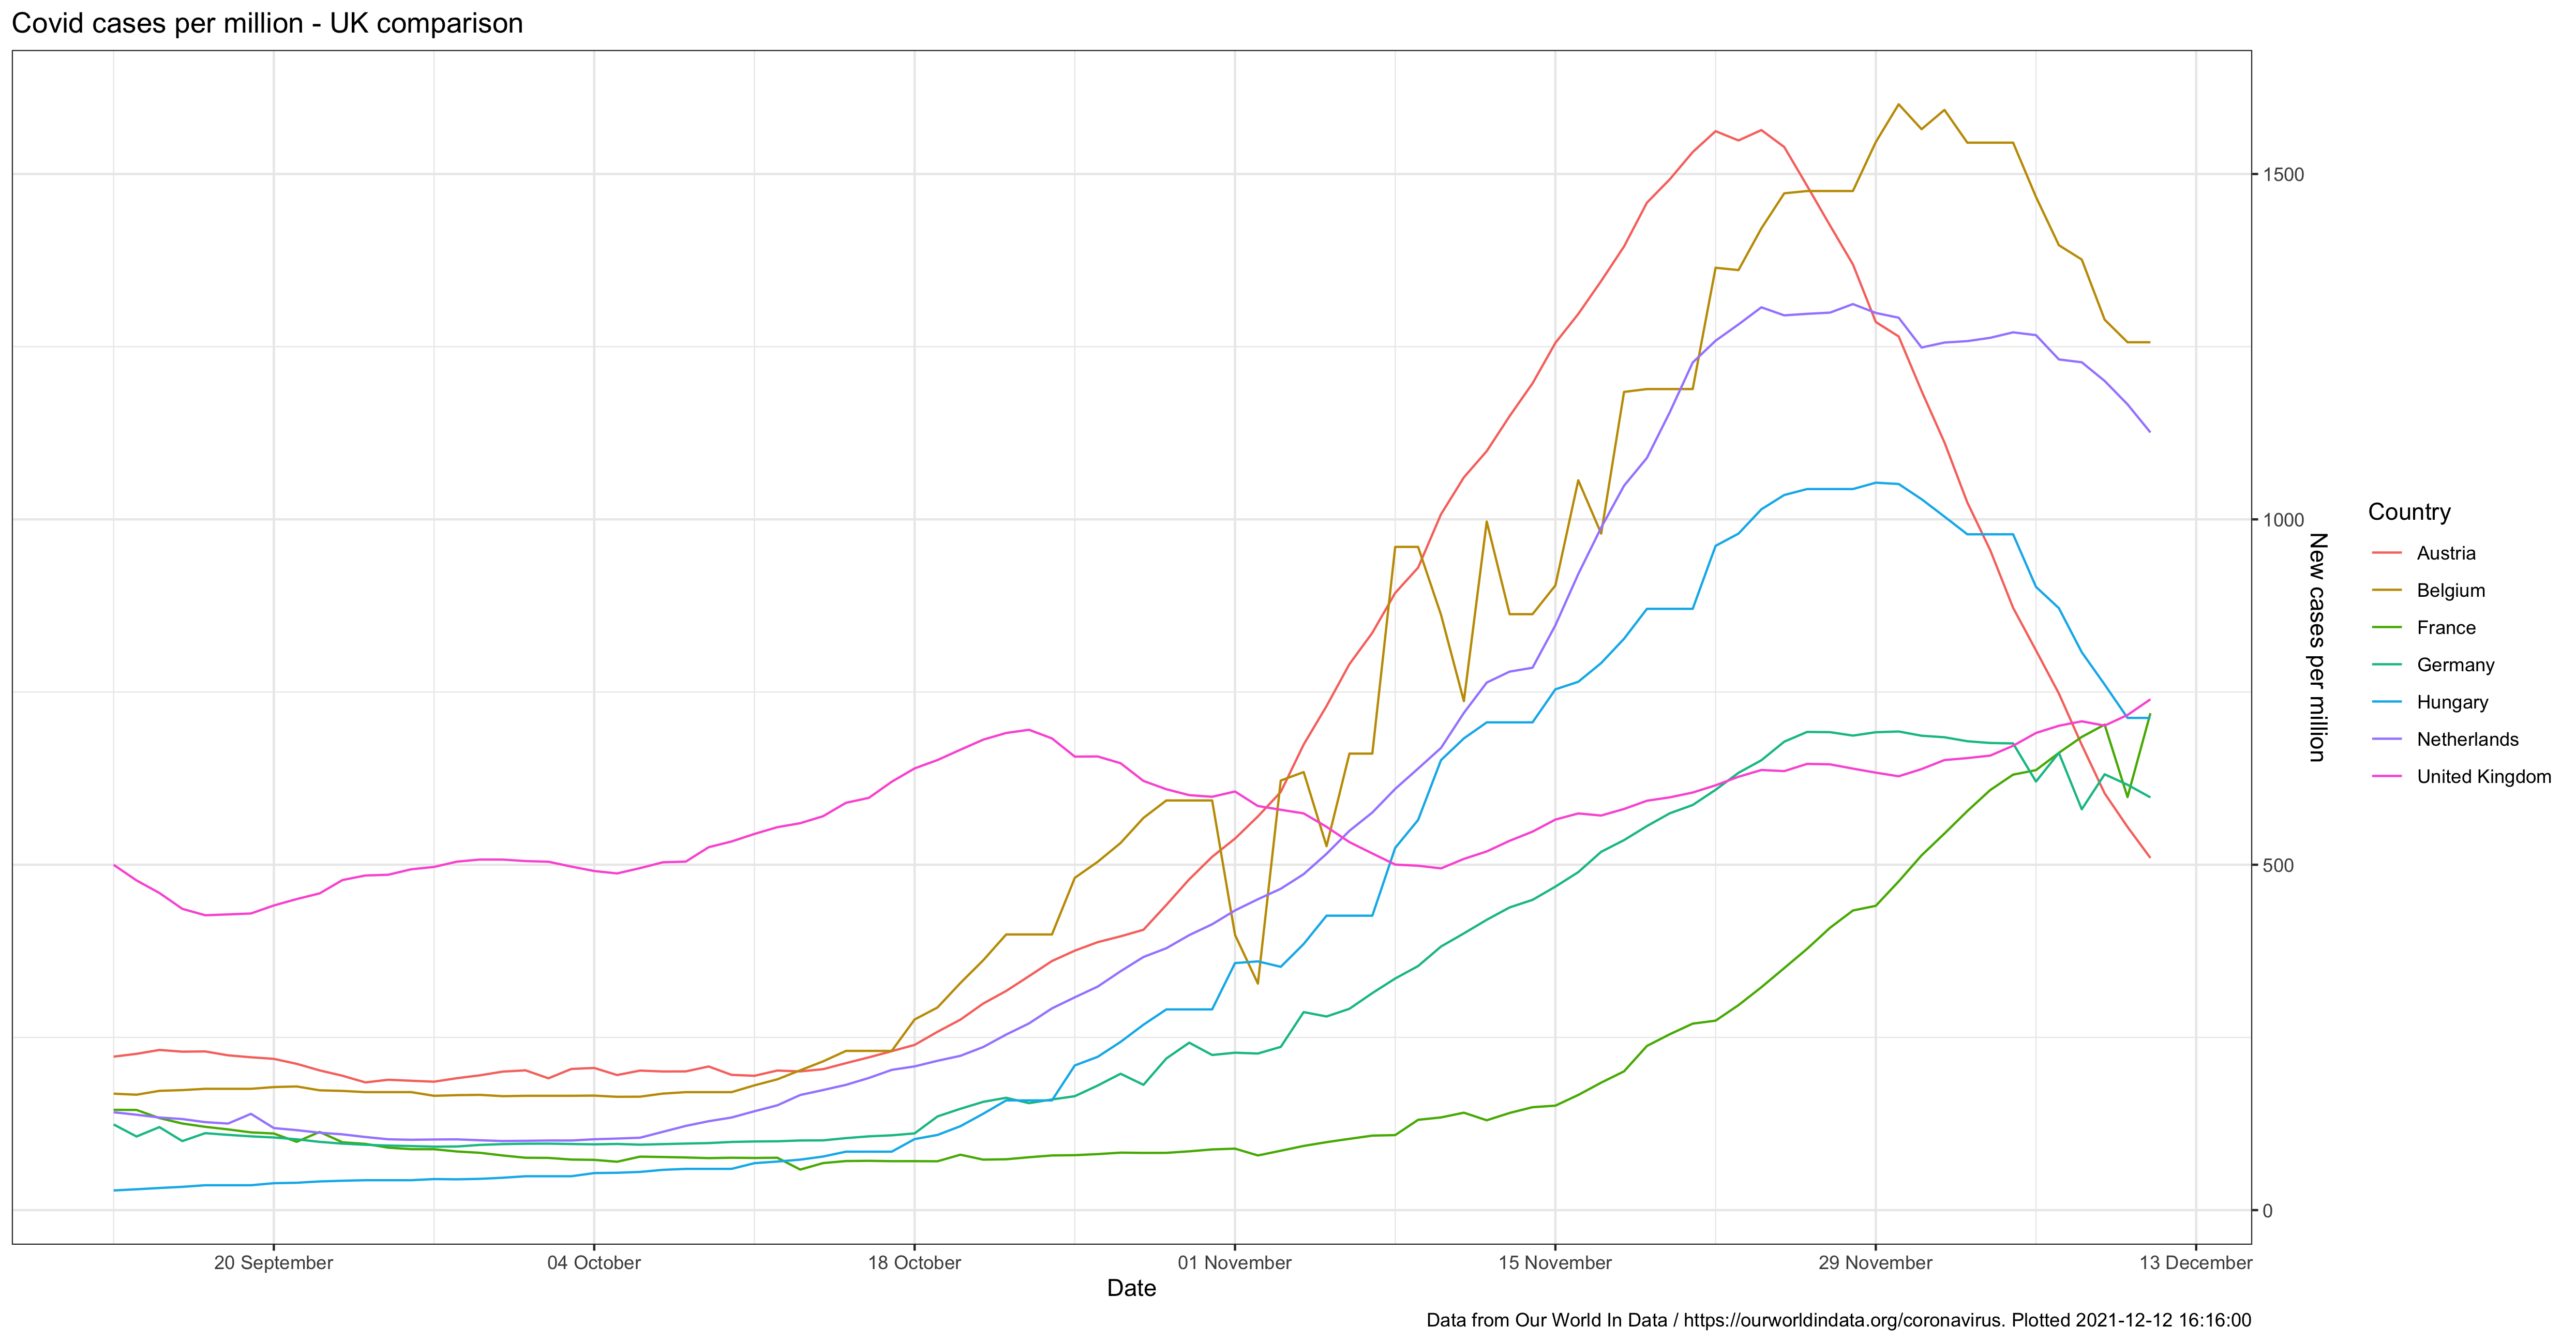 Covid cases per million - UK comparison
1500
1000
500
0
New cases per million
20 September
04 October
18 October
01 November
15 November
29 November
13 December
Date
Country
Austria
Belgium
France
Germany
Hungary
Netherlands
United Kingdom
Data from Our World In Data / https://ourworldindata.org/coronavirus. Plotted 2021-12-12 16:16:00